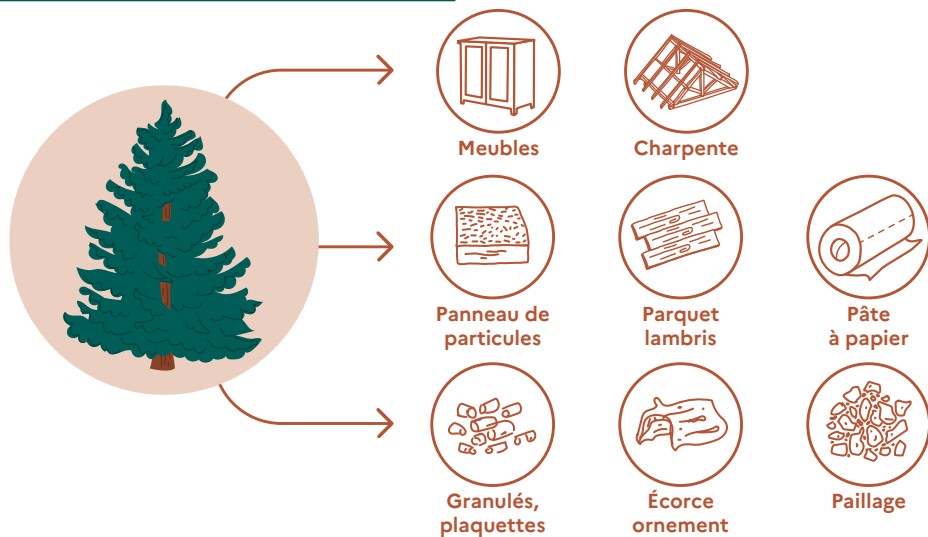 Meubles
Charpente
Panneau de
particules
Parquet
lambris
Pâte
à papier
Granulés,
plaquettes
Écorce
ornement
Paillage